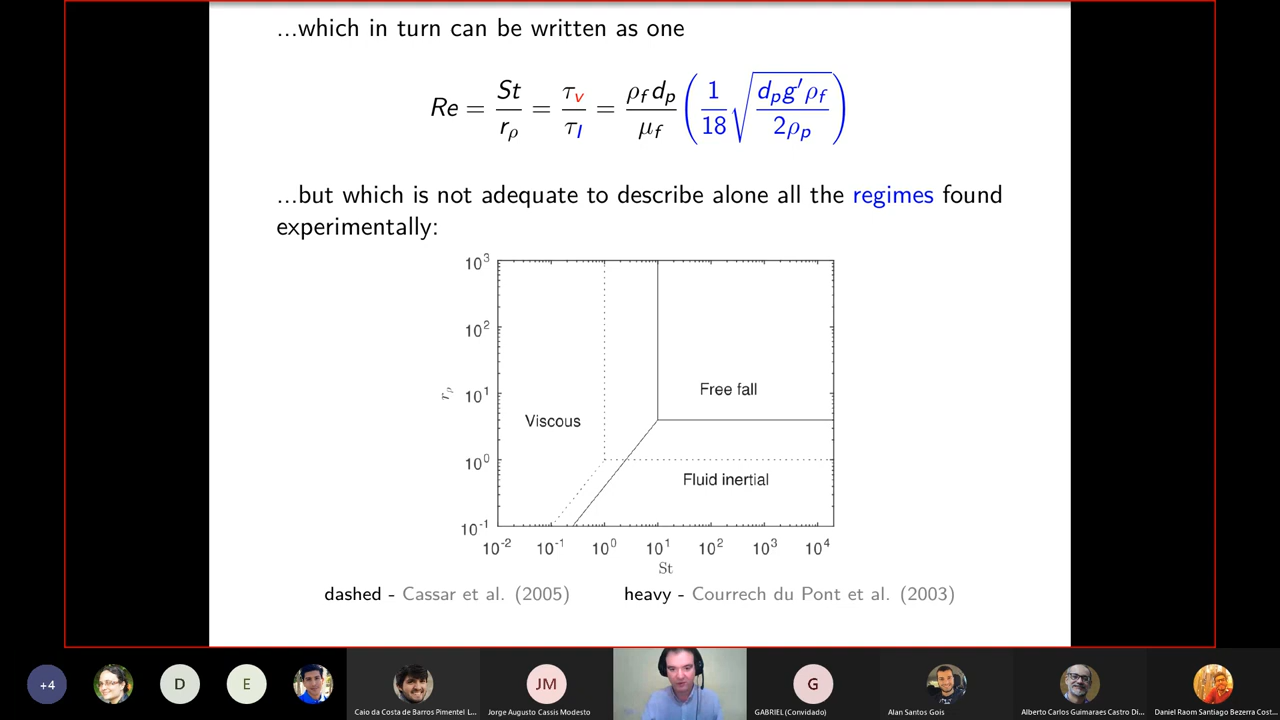 ...which in turn can be written as one
Re = St/r_ρ = τ_v/τ_I = ρ_f d_p/μ_f (1/18 √(d_p g′ρ_f/2ρ_p))
...but which is not adequate to describe alone all the regimes found
experimentally:
10^3
10^2
10^1
10^0
10^-1
r_ρ
Viscous
Free fall
Fluid inertial
10^-2 10^-1 10^0 10^1 10^2 10^3 10^4
St
dashed - Cassar et al. (2005) heavy - Courrech du Pont et al. (2003)
+4 D E JM G
Caio da Costa de Barros Pimentel L... Jorge Augusto Cassis Modesto GABRIEL (Convidado) Alan Santos Gois Alberto Carlos Guimaraes Castro Di... Daniel Raom Santiago Bezerra Cost...